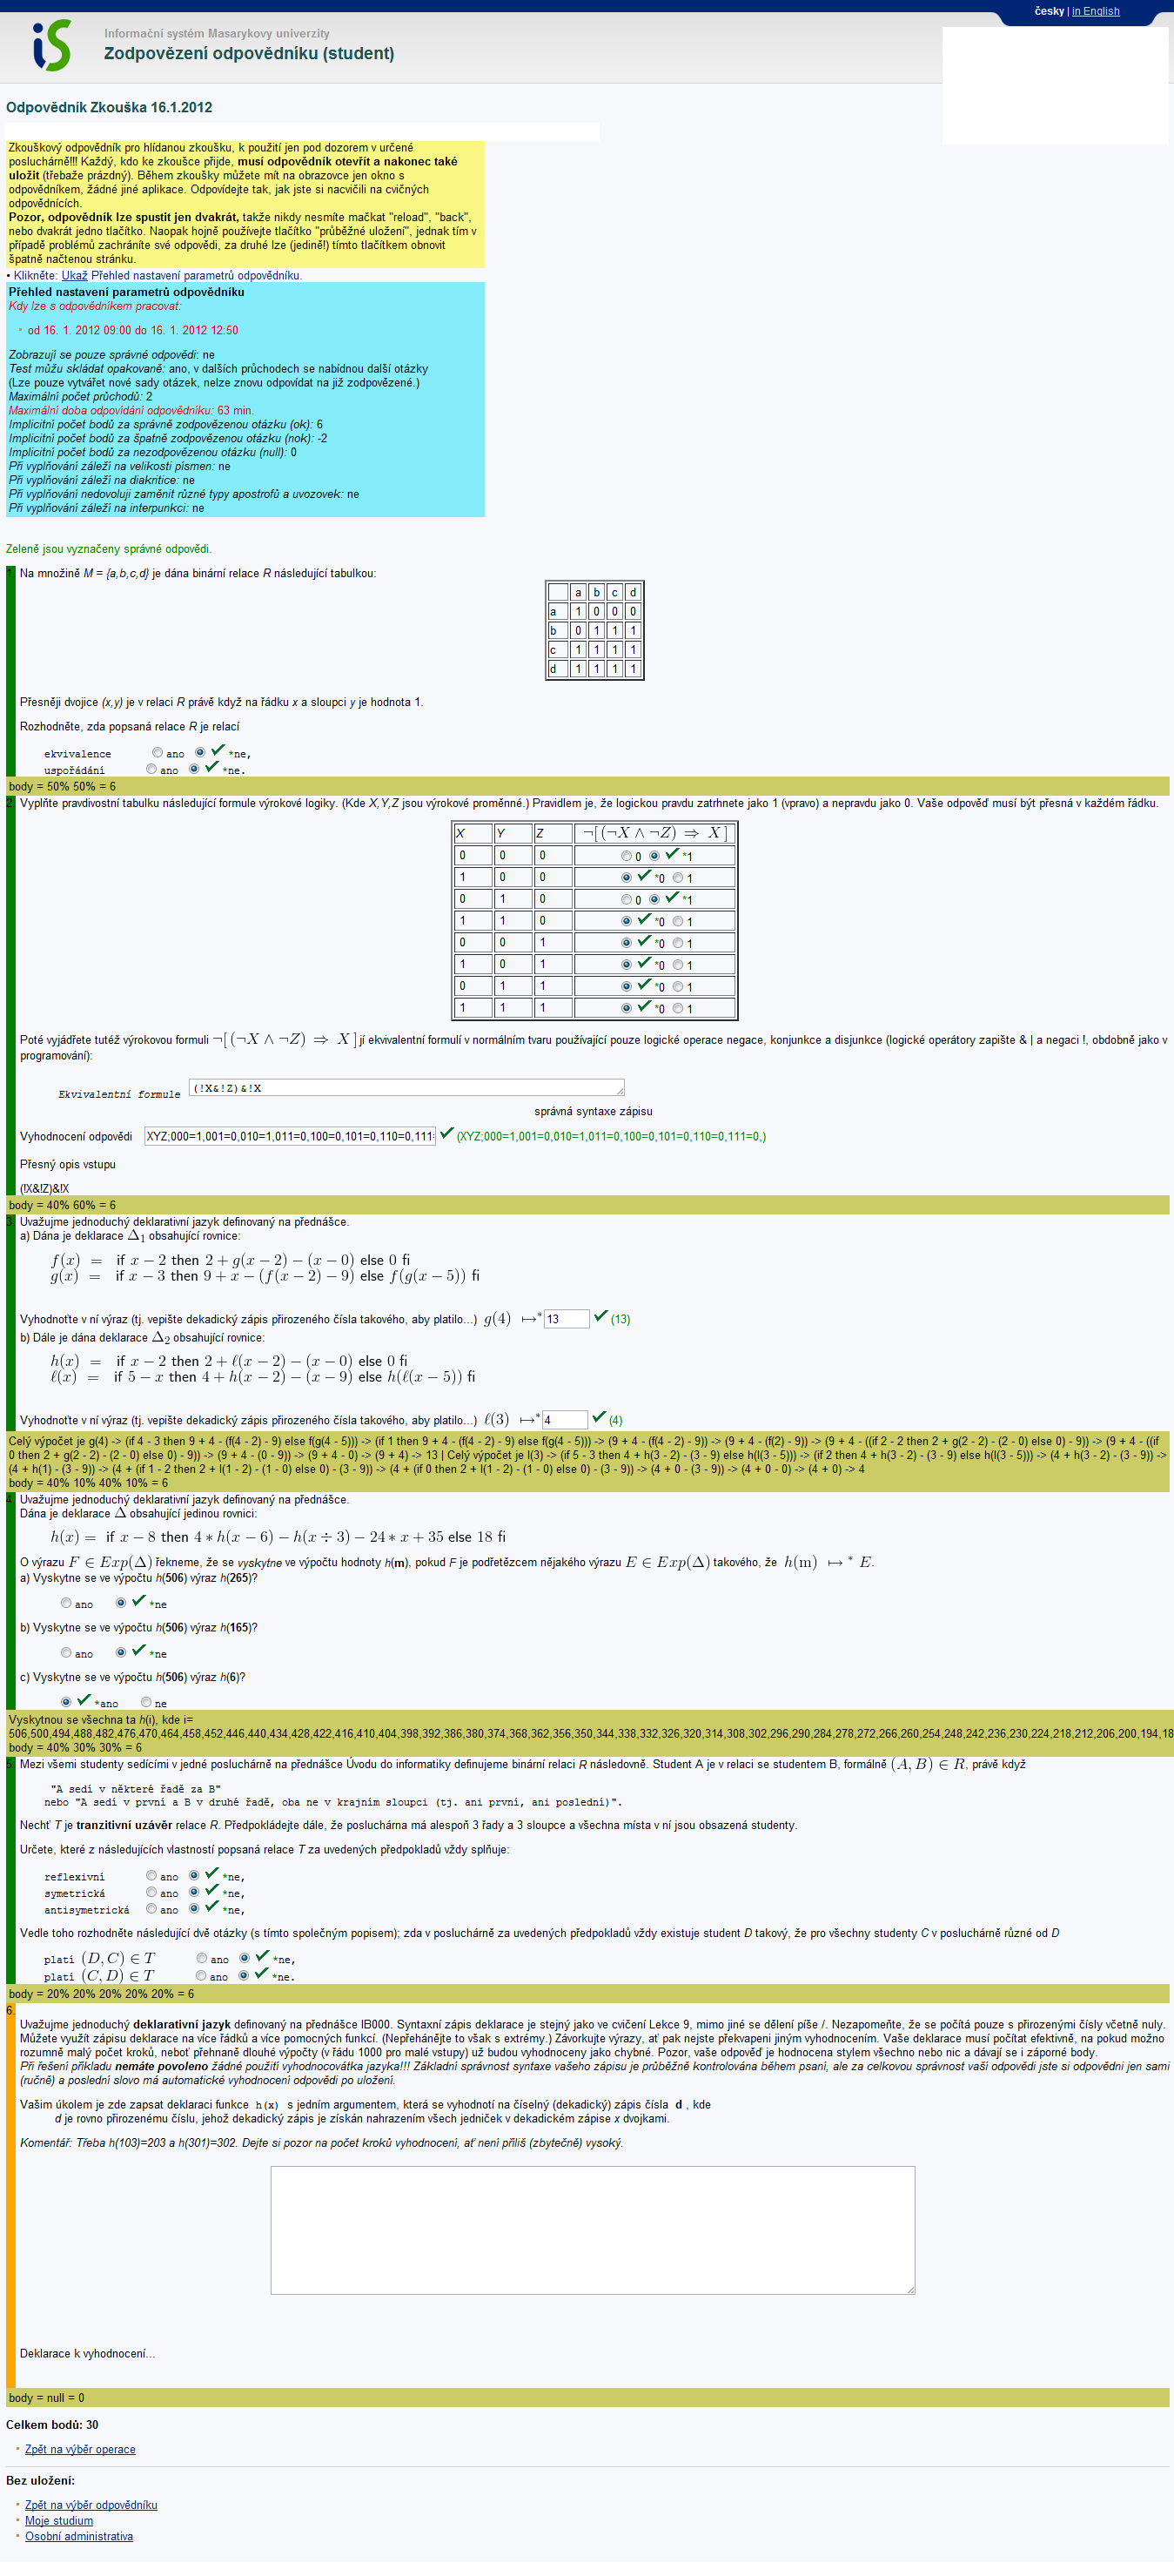 česky | in English
Informační systém Masarykovy univerzity
Zodpovězení odpovědníku (student)
Odpovědník Zkouška 16.1.2012
Zkouškový odpovědník pro hlídanou zkoušku, k použití jen pod dozorem v určené
posluchárně!!! Každý, kdo ke zkoušce přijde, musí odpovědník otevřít a nakonec také
uložit (třebaže prázdný). Během zkoušky můžete mít na obrazovce jen okno s
odpovědníkem, žádné jiné aplikace. Odpovídejte tak, jak jste si nacvičili na cvičných
odpovědnících.
Pozor, odpovědník lze spustit jen dvakrát, takže nikdy nesmíte mačkat "reload", "back",
nebo dvakrát jedno tlačítko. Naopak hojně používejte tlačítko "průběžné uložení", jednak tím v
případě problémů zachráníte své odpovědi, za druhé lze (jedině!) tímto tlačítkem obnovit
špatně načtenou stránku.
• Klikněte: Ukaž Přehled nastavení parametrů odpovědníku.
Přehled nastavení parametrů odpovědníku
Kdy lze s odpovědníkem pracovat:
od 16. 1. 2012 09:00 do 16. 1. 2012 12:50
Zobrazují se pouze správné odpovědi: ne
Test můžu skládat opakovaně: ano, v dalších průchodech se nabídnou další otázky
(Lze pouze vytvářet nové sady otázek, nelze znovu odpovídat na již zodpovězené.)
Maximální počet průchodů: 2
Maximální doba odpovídání odpovědníku: 63 min.
Implicitní počet bodů za správně zodpovězenou otázku (ok): 6
Implicitní počet bodů za špatně zodpovězenou otázku (nok): -2
Implicitní počet bodů za nezodpovězenou otázku (null): 0
Při vyplňování záleží na velikosti písmen: ne
Při vyplňování záleží na diakritice: ne
Při vyplňování nedovoluji zaměnit různé typy apostrofů a uvozovek: ne
Při vyplňování záleží na interpunkci: ne
Zeleně jsou vyznačeny správné odpovědi.
1. Na množině M = {a,b,c,d} je dána binární relace R následující tabulkou:
a b c d
a 1 0 0 0
b 0 1 1 1
c 1 1 1 1
d 1 1 1 1
Přesněji dvojice (x,y) je v relaci R právě když na řádku x a sloupci y je hodnota 1.
Rozhodněte, zda popsaná relace R je relací
ekvivalence ano *ne,
uspořádání ano *ne.
body = 50% 50% = 6
2. Vyplňte pravdivostní tabulku následující formule výrokové logiky. (Kde X,Y,Z jsou výrokové proměnné.) Pravidlem je, že logickou pravdu zatrhnete jako 1 (vpravo) a nepravdu jako 0. Vaše odpověď musí být přesná v každém řádku.
X Y Z ¬[(¬X ∧ ¬Z) ⇒ X]
0 0 0 0 *1
1 0 0 *0 1
0 1 0 0 *1
1 1 0 *0 1
0 0 1 *0 1
1 0 1 *0 1
0 1 1 *0 1
1 1 1 *0 1
Poté vyjádřete tutéž výrokovou formuli ¬[(¬X ∧ ¬Z) ⇒ X] jí ekvivalentní formulí v normálním tvaru používající pouze logické operace negace, konjunkce a disjunkce (logické operátory zapište & | a negaci !, obdobně jako v
programování):
Ekvivalentní formule (!X&!Z)&!X
správná syntaxe zápisu
Vyhodnocení odpovědi XYZ;000=1,001=0,010=1,011=0,100=0,101=0,110=0,111= (XYZ;000=1,001=0,010=1,011=0,100=0,101=0,110=0,111=0,)
Přesný opis vstupu
(!X&!Z)&!X
body = 40% 60% = 6
3. Uvažujme jednoduchý deklarativní jazyk definovaný na přednášce.
a) Dána je deklarace Δ₁ obsahující rovnice:
f(x) = if x − 2 then 2 + g(x − 2) − (x − 0) else 0 fi
g(x) = if x − 3 then 9 + x − (f(x − 2) − 9) else f(g(x − 5)) fi
Vyhodnoťte v ní výraz (tj. vepište dekadický zápis přirozeného čísla takového, aby platilo...) g(4) ↦* 13 (13)
b) Dále je dána deklarace Δ₂ obsahující rovnice:
h(x) = if x − 2 then 2 + ℓ(x − 2) − (x − 0) else 0 fi
ℓ(x) = if 5 − x then 4 + h(x − 2) − (x − 9) else h(ℓ(x − 5)) fi
Vyhodnoťte v ní výraz (tj. vepište dekadický zápis přirozeného čísla takového, aby platilo...) ℓ(3) ↦* 4 (4)
Celý výpočet je g(4) -> (if 4 - 3 then 9 + 4 - (f(4 - 2) - 9) else f(g(4 - 5))) -> (if 1 then 9 + 4 - (f(4 - 2) - 9) else f(g(4 - 5))) -> (9 + 4 - (f(4 - 2) - 9)) -> (9 + 4 - (f(2) - 9)) -> (9 + 4 - ((if 2 - 2 then 2 + g(2 - 2) - (2 - 0) else 0) - 9)) -> (9 + 4 - ((if
0 then 2 + g(2 - 2) - (2 - 0) else 0) - 9)) -> (9 + 4 - (0 - 9)) -> (9 + 4 - 0) -> (9 + 4) -> 13 | Celý výpočet je l(3) -> (if 5 - 3 then 4 + h(3 - 2) - (3 - 9) else h(l(3 - 5))) -> (if 2 then 4 + h(3 - 2) - (3 - 9) else h(l(3 - 5))) -> (4 + h(3 - 2) - (3 - 9)) ->
(4 + h(1) - (3 - 9)) -> (4 + (if 1 - 2 then 2 + l(1 - 2) - (1 - 0) else 0) - (3 - 9)) -> (4 + (if 0 then 2 + l(1 - 2) - (1 - 0) else 0) - (3 - 9)) -> (4 + 0 - (3 - 9)) -> (4 + 0 - 0) -> (4 + 0) -> 4
body = 40% 10% 40% 10% = 6
4. Uvažujme jednoduchý deklarativní jazyk definovaný na přednášce.
Dána je deklarace Δ obsahující jedinou rovnici:
h(x) = if x − 8 then 4 ∗ h(x − 6) − h(x ÷ 3) − 24 ∗ x + 35 else 18 fi
O výrazu F ∈ Exp(Δ) řekneme, že se vyskytne ve výpočtu hodnoty h(m), pokud F je podřetězcem nějakého výrazu E ∈ Exp(Δ) takového, že h(m) ↦* E.
a) Vyskytne se ve výpočtu h(506) výraz h(265)?
ano *ne
b) Vyskytne se ve výpočtu h(506) výraz h(165)?
ano *ne
c) Vyskytne se ve výpočtu h(506) výraz h(6)?
*ano ne
Vyskytnou se všechna ta h(i), kde i=
506,500,494,488,482,476,470,464,458,452,446,440,434,428,422,416,410,404,398,392,386,380,374,368,362,356,350,344,338,332,326,320,314,308,302,296,290,284,278,272,266,260,254,248,242,236,230,224,218,212,206,200,194,18
body = 40% 30% 30% = 6
5. Mezi všemi studenty sedícími v jedné posluchárně na přednášce Úvodu do informatiky definujeme binární relaci R následovně. Student A je v relaci se studentem B, formálně (A, B) ∈ R, právě když
"A sedí v některé řadě za B"
nebo "A sedí v první a B v druhé řadě, oba ne v krajním sloupci (tj. ani první, ani poslední)".
Nechť T je tranzitivní uzávěr relace R. Předpokládejte dále, že posluchárna má alespoň 3 řady a 3 sloupce a všechna místa v ní jsou obsazená studenty.
Určete, které z následujících vlastností popsaná relace T za uvedených předpokladů vždy splňuje:
reflexivní ano *ne,
symetrická ano *ne,
antisymetrická ano *ne,
Vedle toho rozhodněte následující dvě otázky (s tímto společným popisem); zda v posluchárně za uvedených předpokladů vždy existuje student D takový, že pro všechny studenty C v posluchárně různé od D
platí (D, C) ∈ T ano *ne,
platí (C, D) ∈ T ano *ne.
body = 20% 20% 20% 20% 20% = 6
6.
Uvažujme jednoduchý deklarativní jazyk definovaný na přednášce IB000. Syntaxní zápis deklarace je stejný jako ve cvičení Lekce 9, mimo jiné se dělení píše /. Nezapomeňte, že se počítá pouze s přirozenými čísly včetně nuly.
Můžete využít zápisu deklarace na více řádků a více pomocných funkcí. (Nepřehánějte to však s extrémy.) Závorkujte výrazy, ať pak nejste překvapeni jiným vyhodnocením. Vaše deklarace musí počítat efektivně, na pokud možno
rozumně malý počet kroků, neboť přehnaně dlouhé výpočty (v řádu 1000 pro malé vstupy) už budou vyhodnoceny jako chybné. Pozor, vaše odpověď je hodnocena stylem všechno nebo nic a dávají se i záporné body.
Při řešení příkladu nemáte povoleno žádné použití vyhodnocovátka jazyka!!! Základní správnost syntaxe vašeho zápisu je průběžně kontrolována během psaní, ale za celkovou správnost vaší odpovědi jste si odpovědni jen sami
(ručně) a poslední slovo má automatické vyhodnocení odpovědi po uložení.
Vašim úkolem je zde zapsat deklaraci funkce h(x) s jedním argumentem, která se vyhodnotí na číselný (dekadický) zápis čísla d , kde
d je rovno přirozenému číslu, jehož dekadický zápis je získán nahrazením všech jedniček v dekadickém zápise x dvojkami.
Komentář: Třeba h(103)=203 a h(301)=302. Dejte si pozor na počet kroků vyhodnocení, ať není příliš (zbytečně) vysoký.
Deklarace k vyhodnocení...
body = null = 0
Celkem bodů: 30
Zpět na výběr operace
Bez uložení:
Zpět na výběr odpovědníku
Moje studium
Osobní administrativa